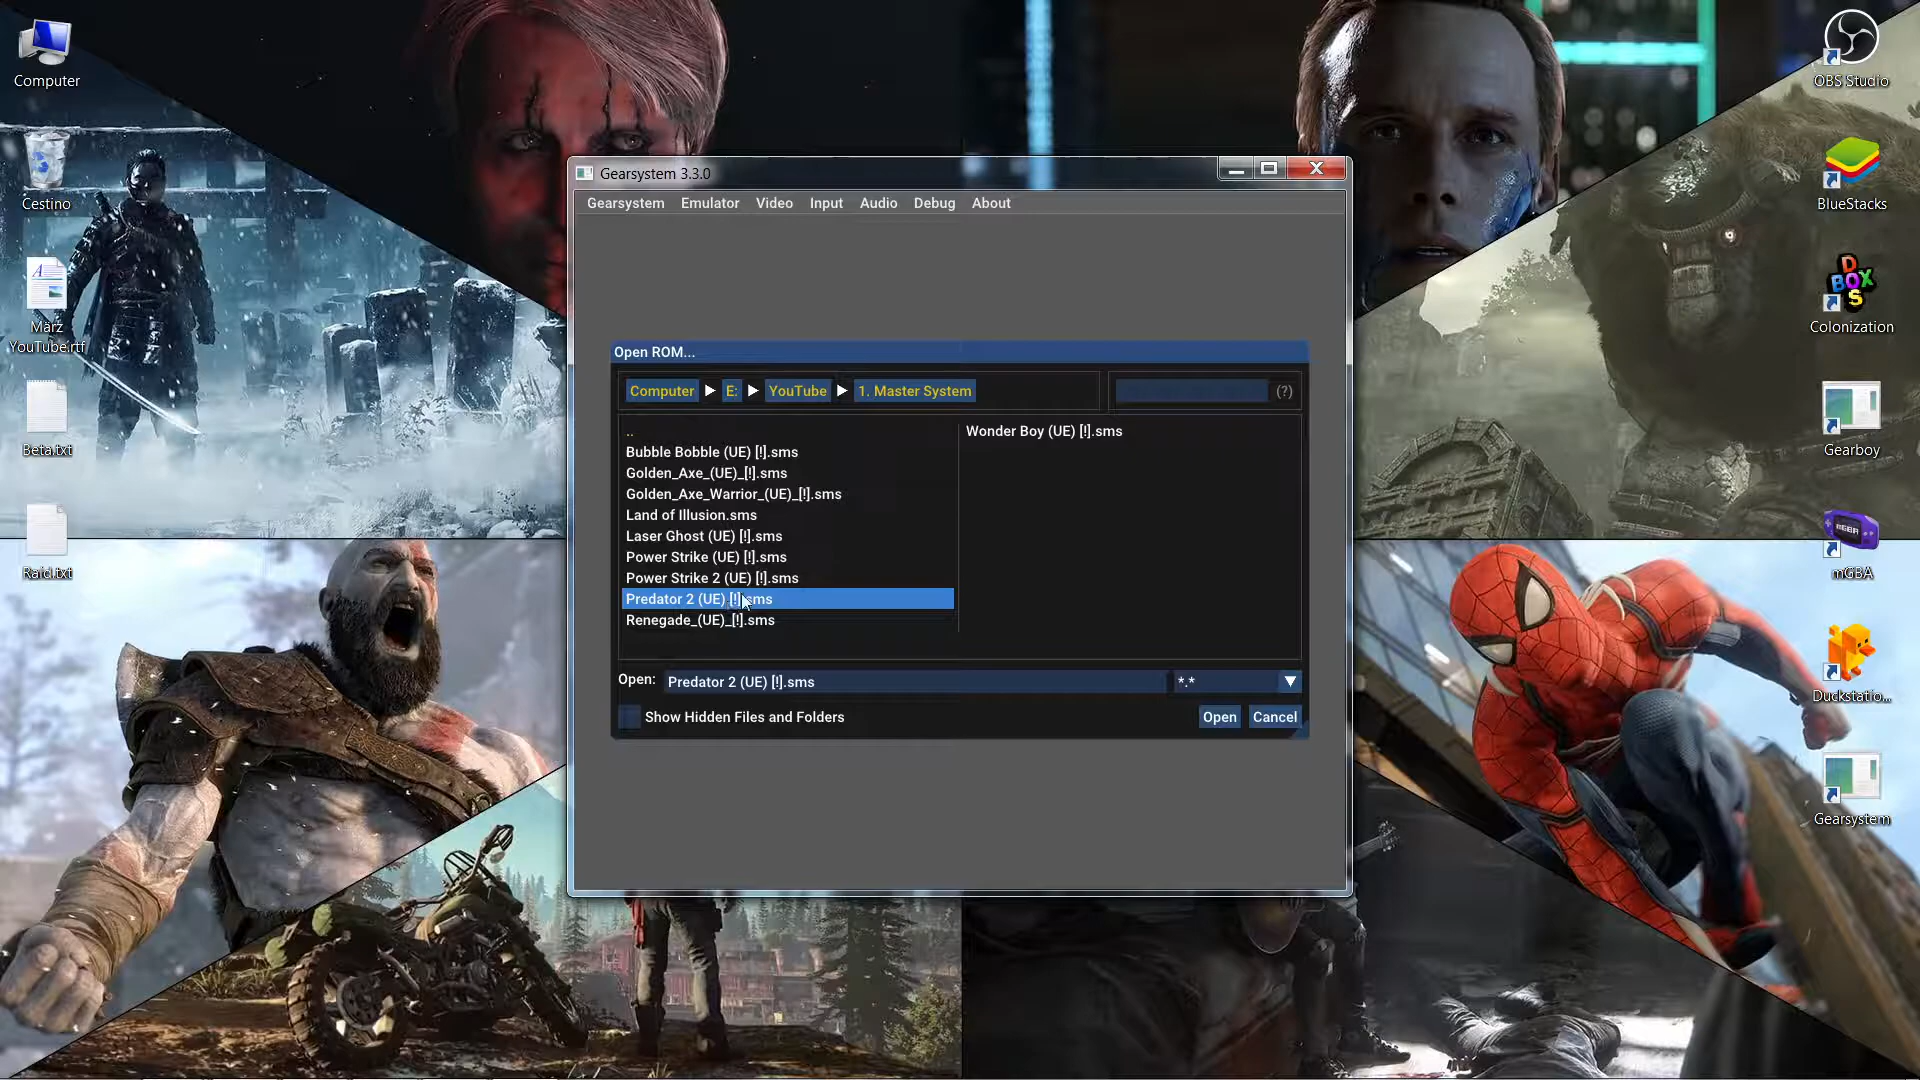 Computer
Cestino
März
YouTube.rtf
Beta.txt
Raid.txt
Gearsystem 3.3.0
Gearsystem Emulator Video Input Audio Debug About
Open ROM...
Computer E: YouTube 1. Master System (?)
..
Bubble Bobble (UE) [!].sms
Golden_Axe_(UE)_[!].sms
Golden_Axe_Warrior_(UE)_[!].sms
Land of Illusion.sms
Laser Ghost (UE) [!].sms
Power Strike (UE) [!].sms
Power Strike 2 (UE) [!].sms
Predator 2 (UE) [!].sms
Renegade_(UE)_[!].sms
Wonder Boy (UE) [!].sms
Open: Predator 2 (UE) [!].sms *.*
Show Hidden Files and Folders Open Cancel
OBS Studio
BlueStacks
D
BOX
S
Colonization
Gearboy
mGBA
mGBA
Duckstatio...
Gearsystem